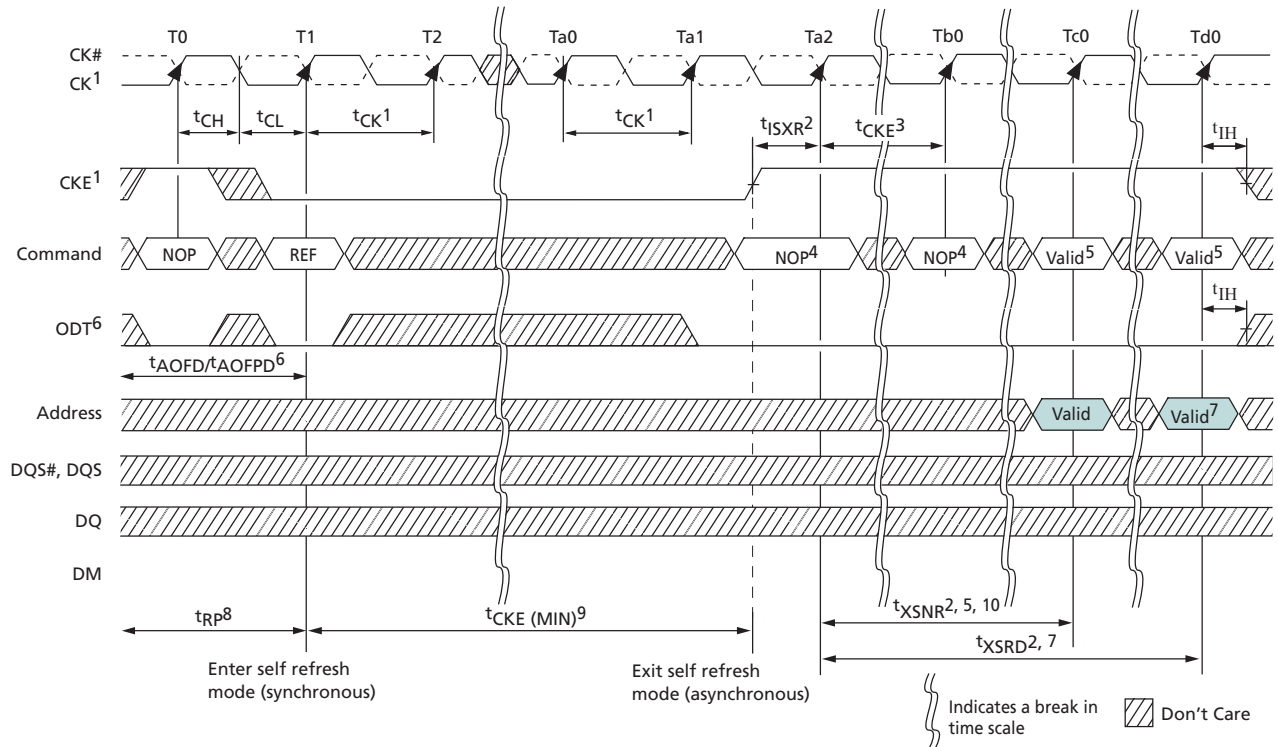 T0 T1 T2 Ta0 Ta1 Ta2 Tb0 Tc0 Td0
CK#
CK1
tCH tCL tCK1 tCK1 tISXR2 tCKE3 tIH
CKE1
Command NOP REF NOP4 NOP4 Valid5 Valid5
tIH
ODT6
tAOFD/tAOFPD6
Address Valid Valid7
DQS#, DQS
DQ
DM
tRP8 tCKE (MIN)9 tXSNR2, 5, 10
tXSRD2, 7
Enter self refresh
mode (synchronous)
Exit self refresh
mode (asynchronous)
Indicates a break in
time scale
Don't Care